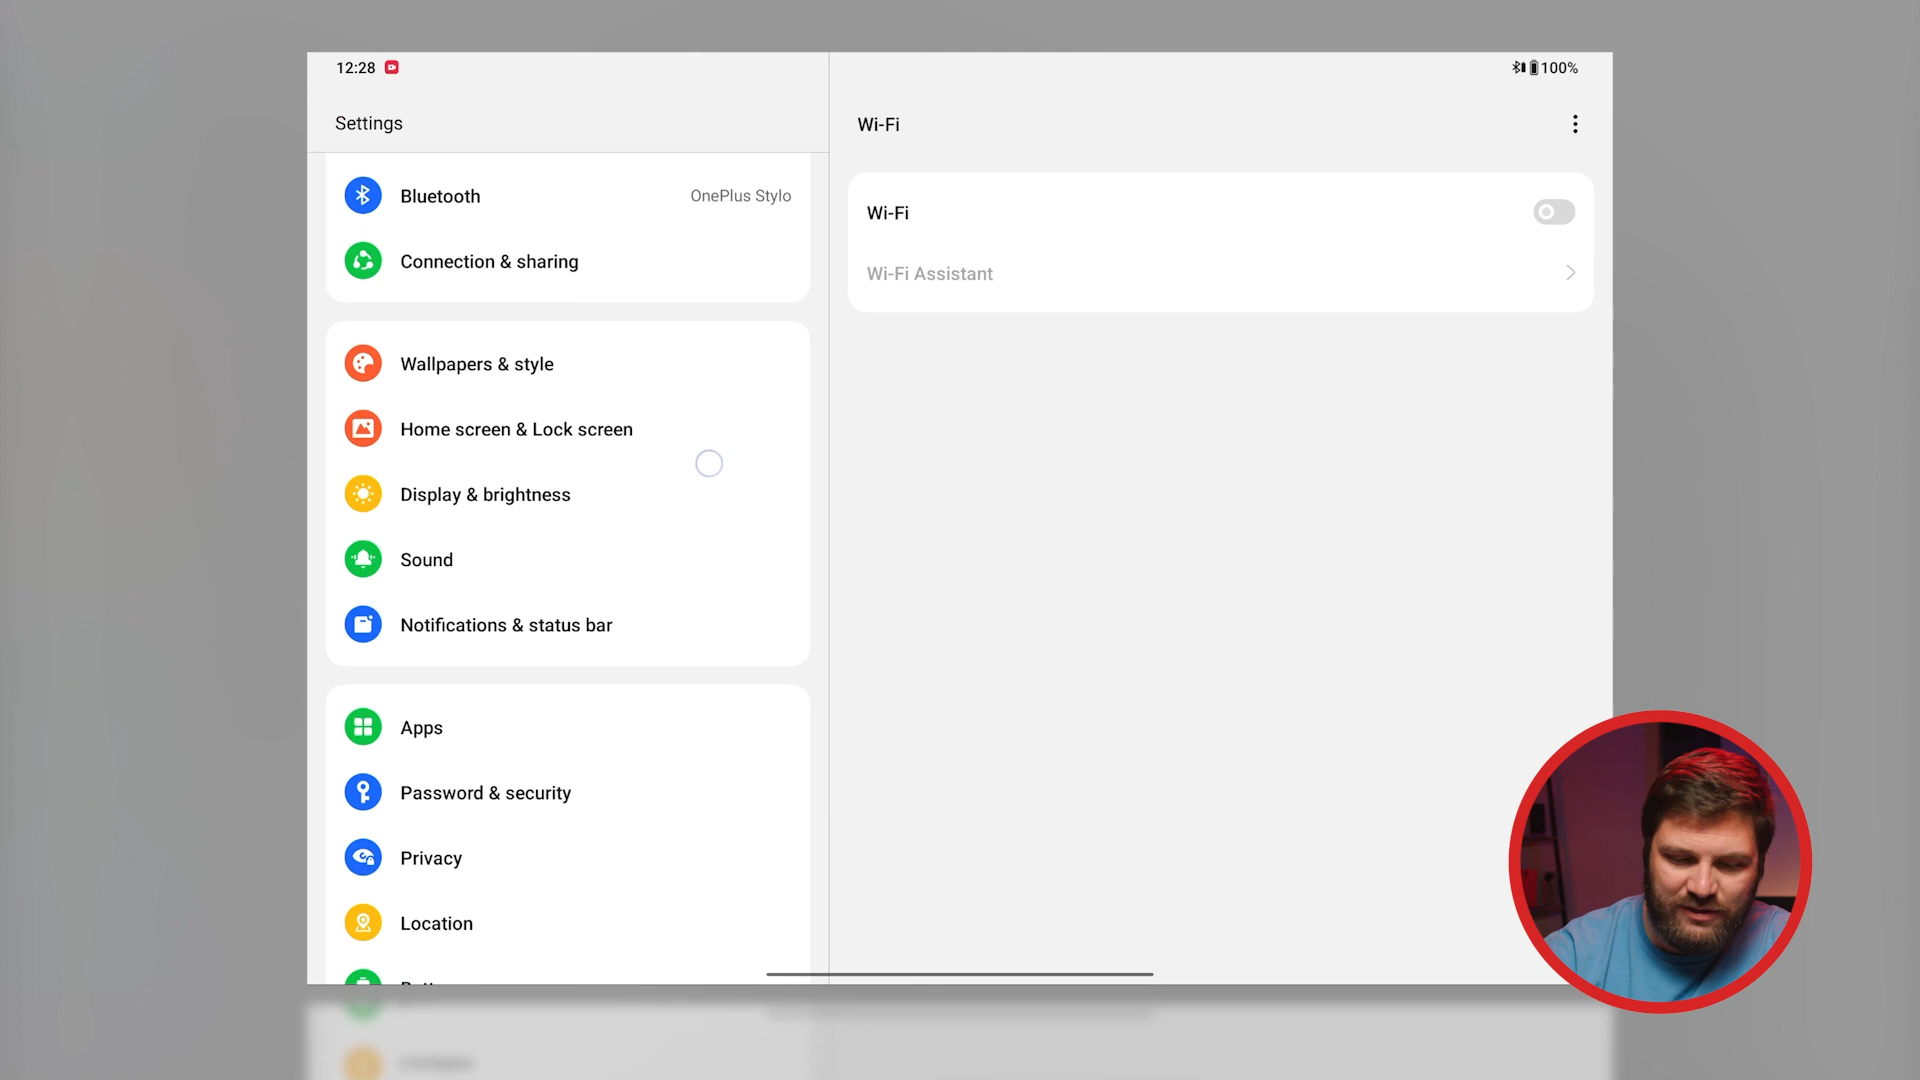 12:28
100%
Settings
Wi-Fi
Bluetooth
OnePlus Stylo
Connection & sharing
Wallpapers & style
Home screen & Lock screen
Display & brightness
Sound
Notifications & status bar
Apps
Password & security
Privacy
Location
Wi-Fi
Wi-Fi Assistant